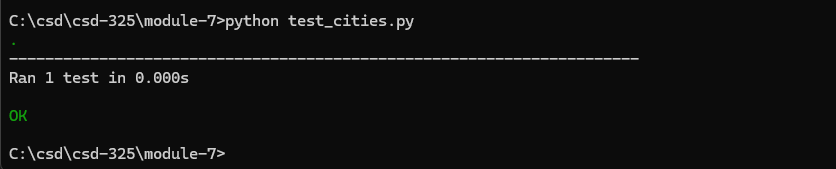 C:\csd\csd-325\module-7>python test_cities.py
.
----------------------------------------------------------------------
Ran 1 test in 0.000s
OK
C:\csd\csd-325\module-7>